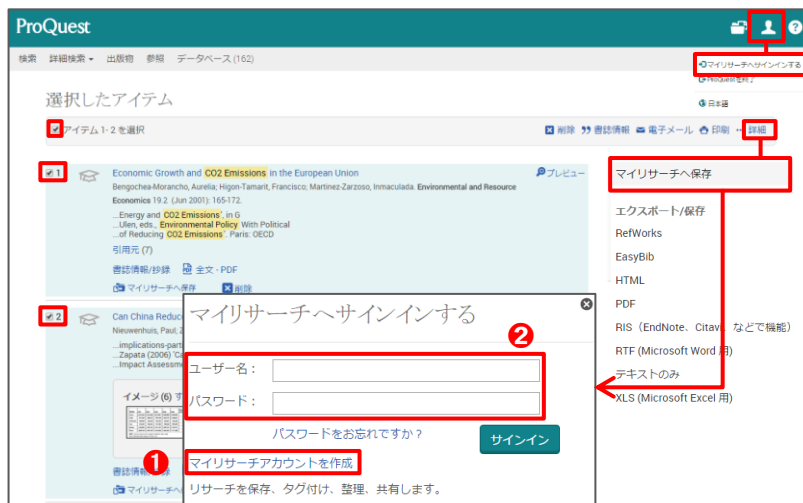 ProQuest
検索 詳細検索 出版物 参照 データベース (162)
マイリサーチへサインインする
ProQuestを終了
日本語
選択したアイテム
アイテム 1- 2 を選択
削除 書誌情報 電子メール 印刷 ••• 詳細
1
Economic Growth and CO2 Emissions in the European Union
プレビュー
Bengochea-Morancho, Aurelia; Higon-Tamarit, Francisco; Martinez-Zarzoso, Inmaculada. Environmental and Resource
Economics 19.2 (Jun 2001): 165-172.
...Energy and CO2 Emissions', in G
...Ulen, eds., Environmental Policy With Political
...of Reducing CO2 Emissions'. Paris: OECD
引用元 (7)
書誌情報/抄録 全文 - PDF
マイリサーチへ保存 削除
マイリサーチへ保存
エクスポート/保存
RefWorks
EasyBib
HTML
PDF
RIS（EndNote、Citavi、などで機能）
RTF (Microsoft Word 用)
テキストのみ
XLS (Microsoft Excel 用)
2
Can China Reduc
Nieuwenhuis, Paul; Z
...implications-part
...Zapata (2006) 'Ca
...Impact Assessme
イメージ (6) す
書誌情報
マイリサーチへ
マイリサーチへサインインする
2
ユーザー名：
パスワード：
パスワードをお忘れですか？
サインイン
1
マイリサーチアカウントを作成
リサーチを保存、タグ付け、整理、共有します。